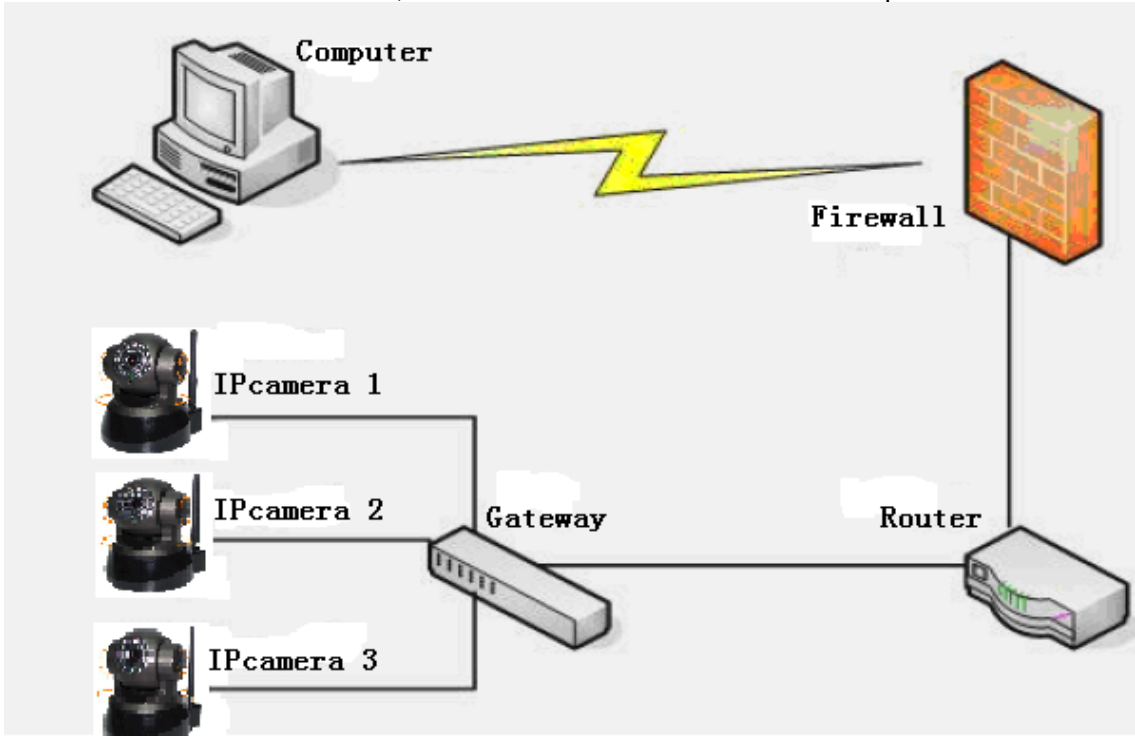 Computer
Firewall
IPcamera 1
IPcamera 2
Gateway
Router
IPcamera 3